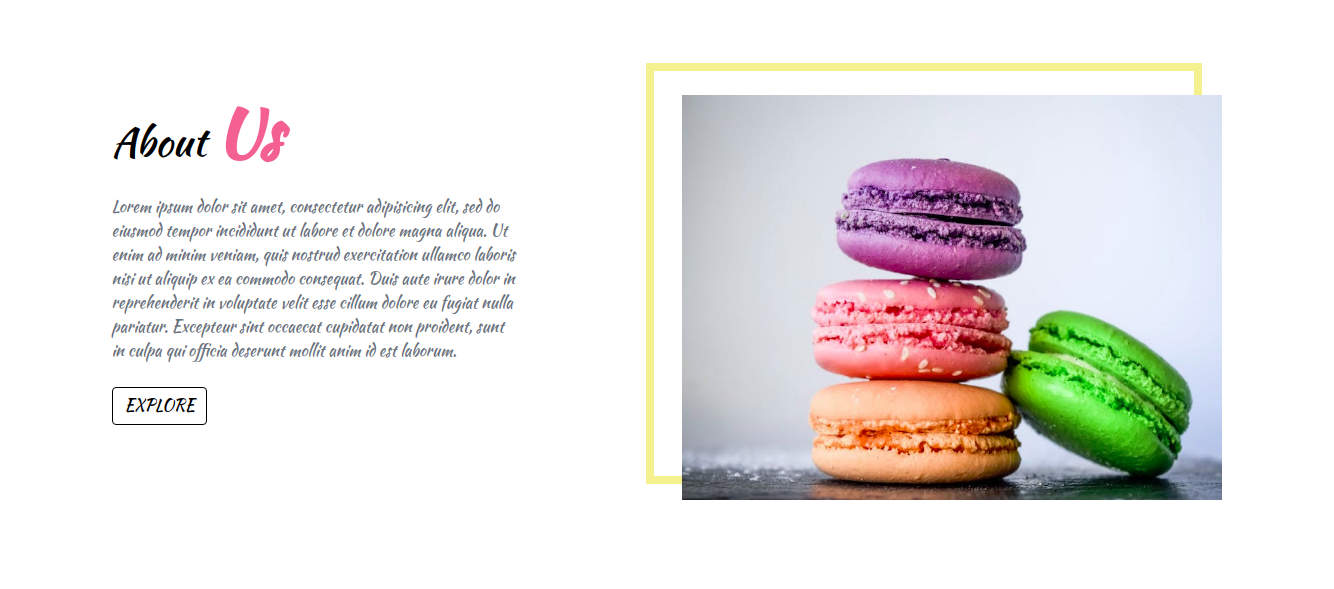 About Us
Lorem ipsum dolor sit amet, consectetur adipisicing elit, sed do
eiusmod tempor incididunt ut labore et dolore magna aliqua. Ut
enim ad minim veniam, quis nostrud exercitation ullamco laboris
nisi ut aliquip ex ea commodo consequat. Duis aute irure dolor in
reprehenderit in voluptate velit esse cillum dolore eu fugiat nulla
pariatur. Excepteur sint occaecat cupidatat non proident, sunt
in culpa qui officia deserunt mollit anim id est laborum.
EXPLORE